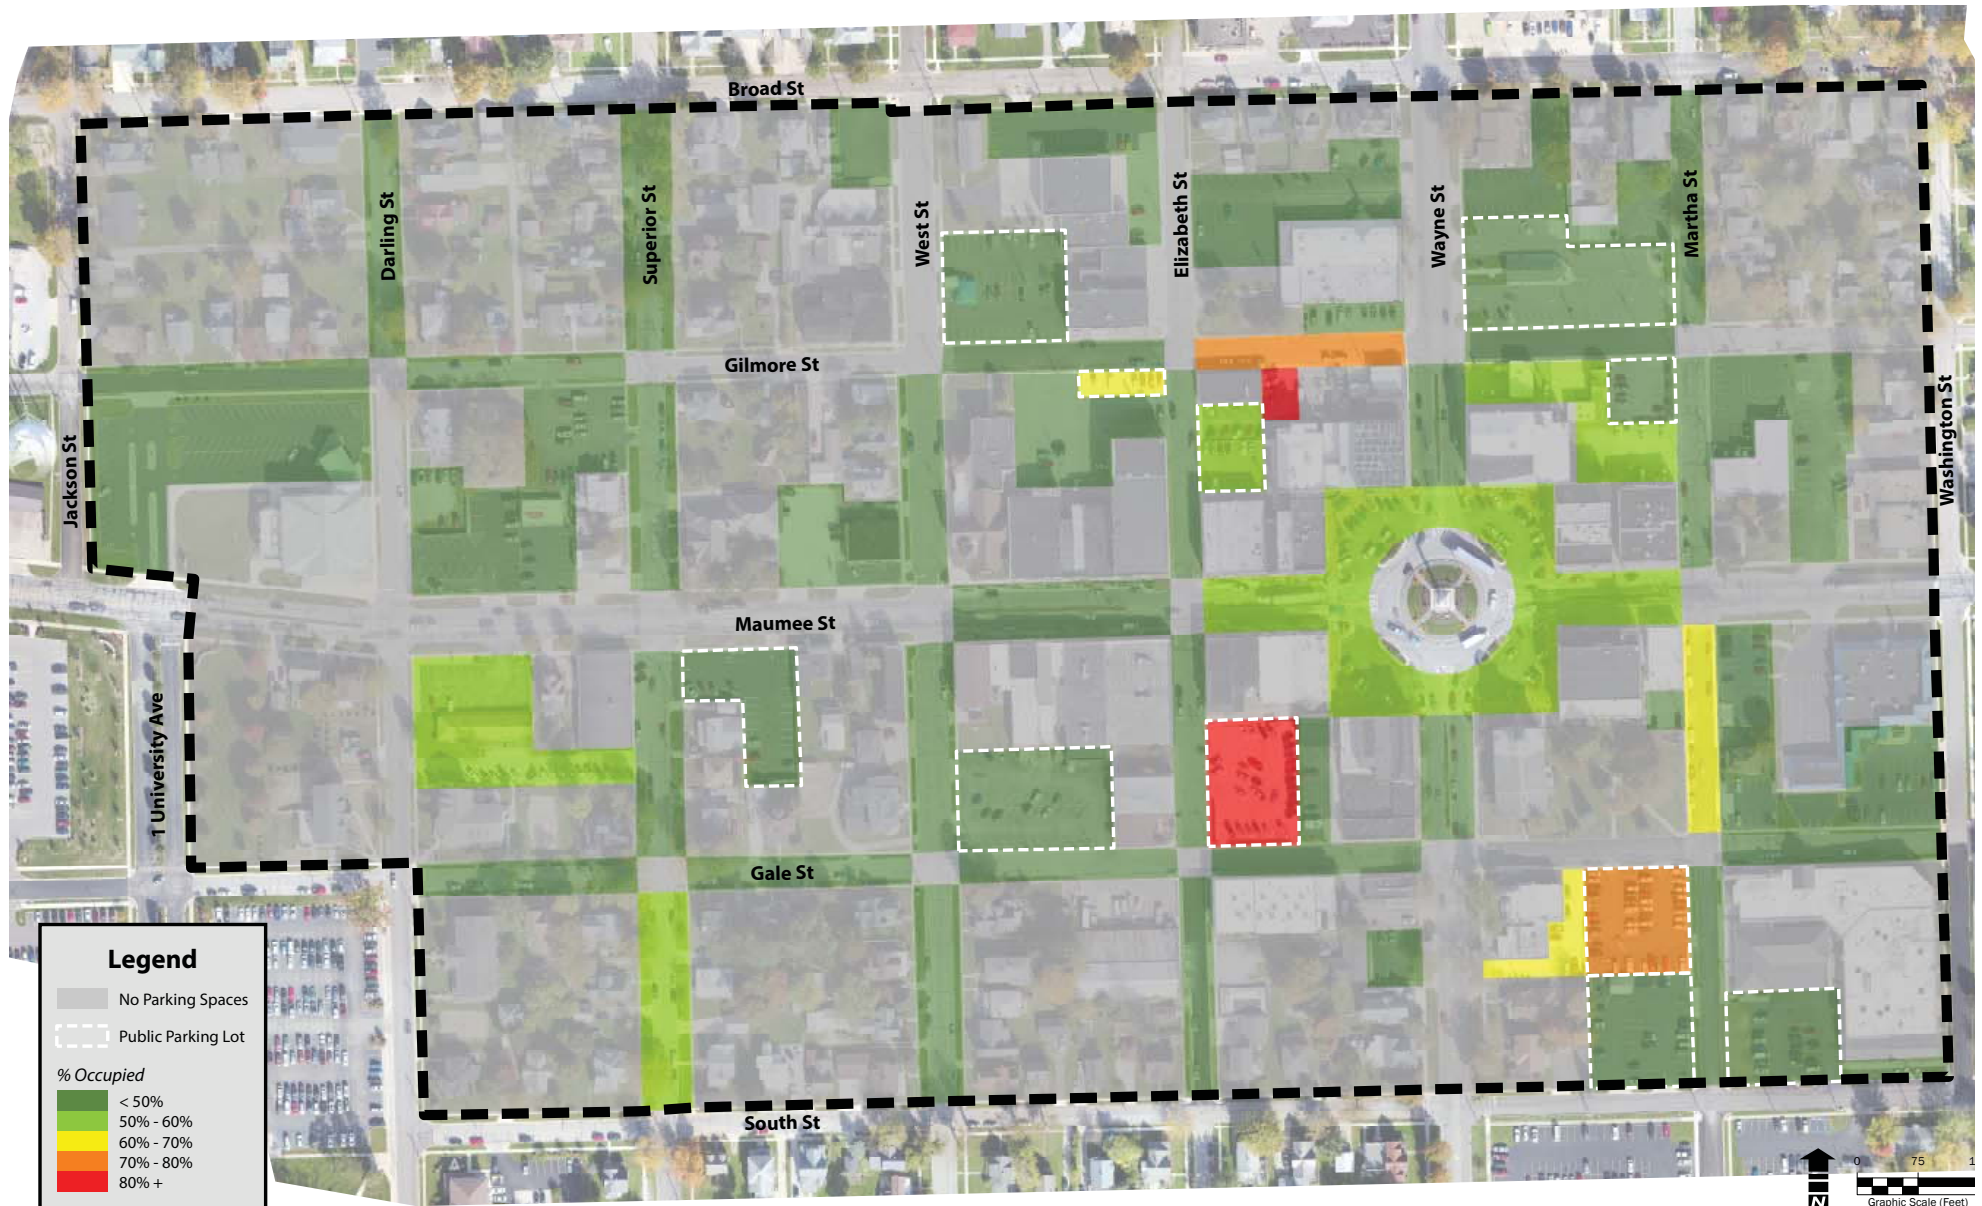 Broad St
Darling St
Superior St
West St
Elizabeth St
Wayne St
Martha St
Gilmore St
Jackson St
Washington St
Maumee St
1 University Ave
Gale St
South St
Legend
No Parking Spaces
Public Parking Lot
% Occupied
< 50%
50% - 60%
60% - 70%
70% - 80%
80% +
N
0 75
Graphic Scale (Feet)